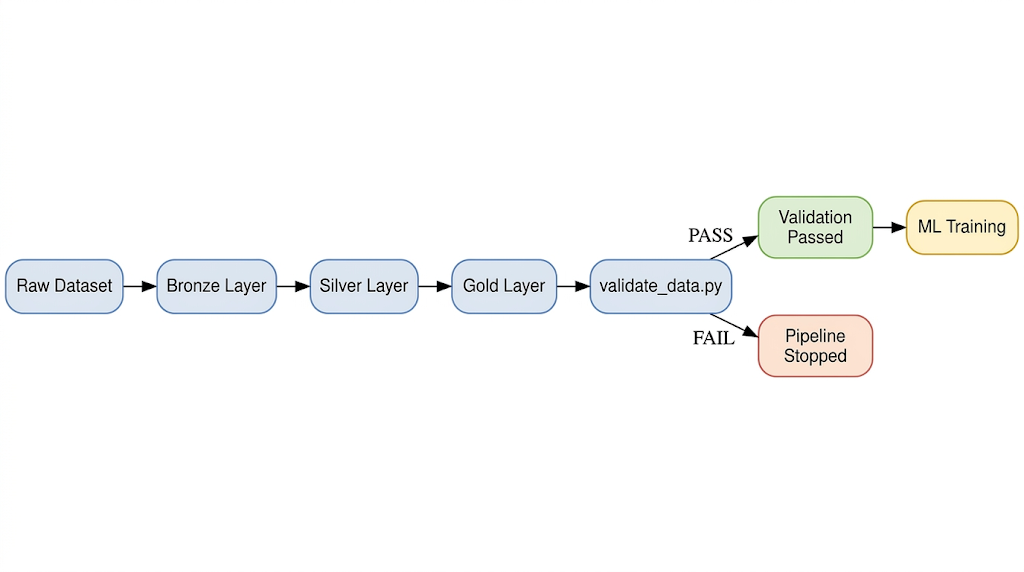 Raw Dataset
Bronze Layer
Silver Layer
Gold Layer
validate_data.py
PASS
Validation
Passed
ML Training
FAIL
Pipeline
Stopped